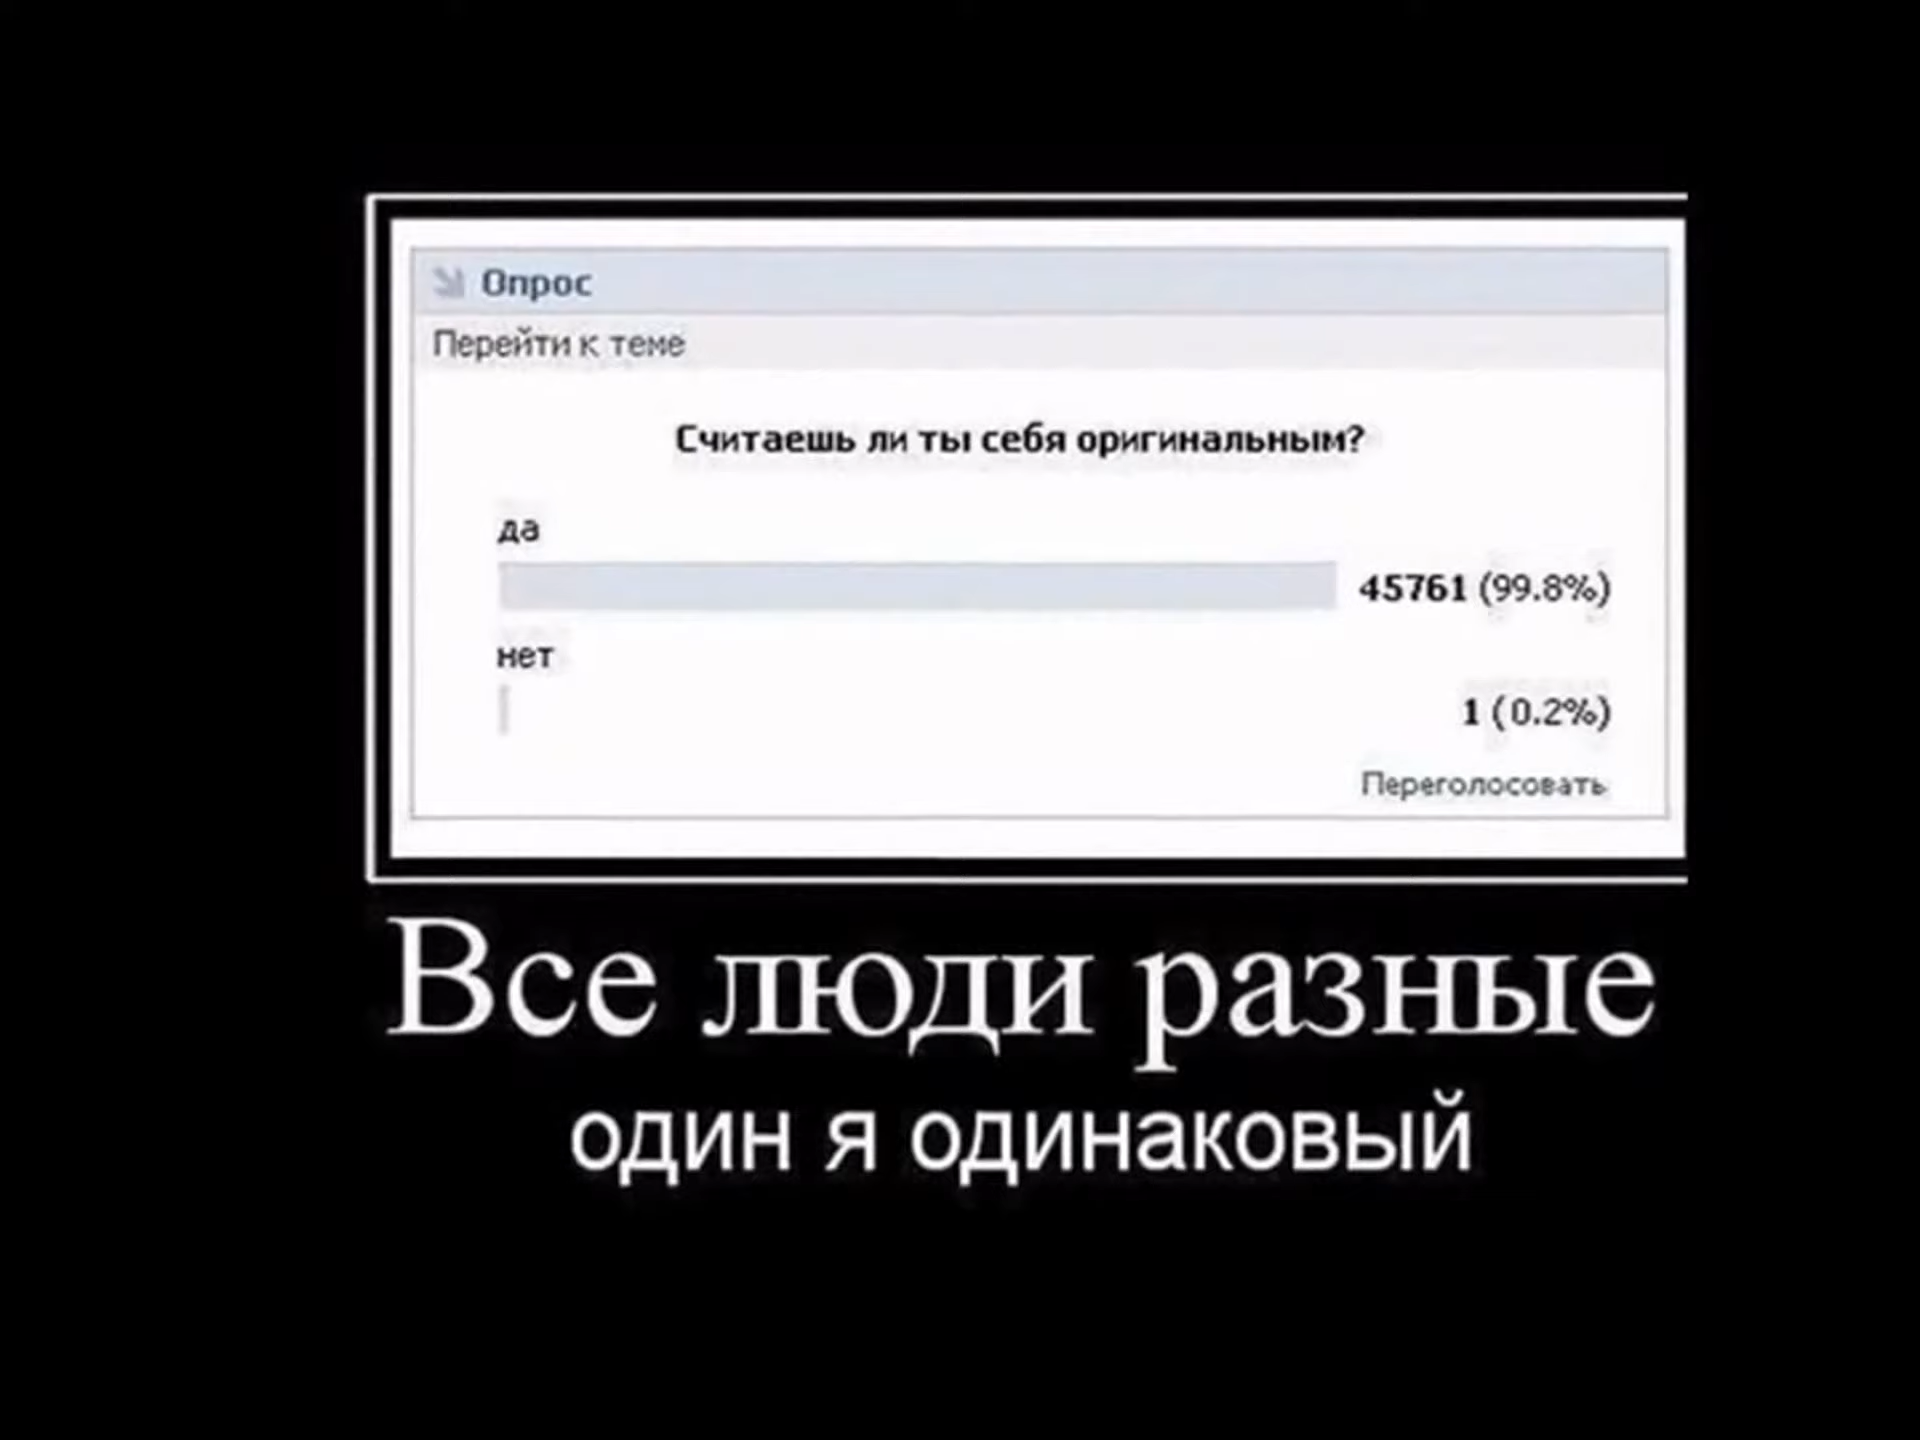 Опрос
Перейти к теме
Считаешь ли ты себя оригинальным?
да
45761 (99.8%)
нет
1 (0.2%)
Переголосовать
Все люди разные
один я одинаковый